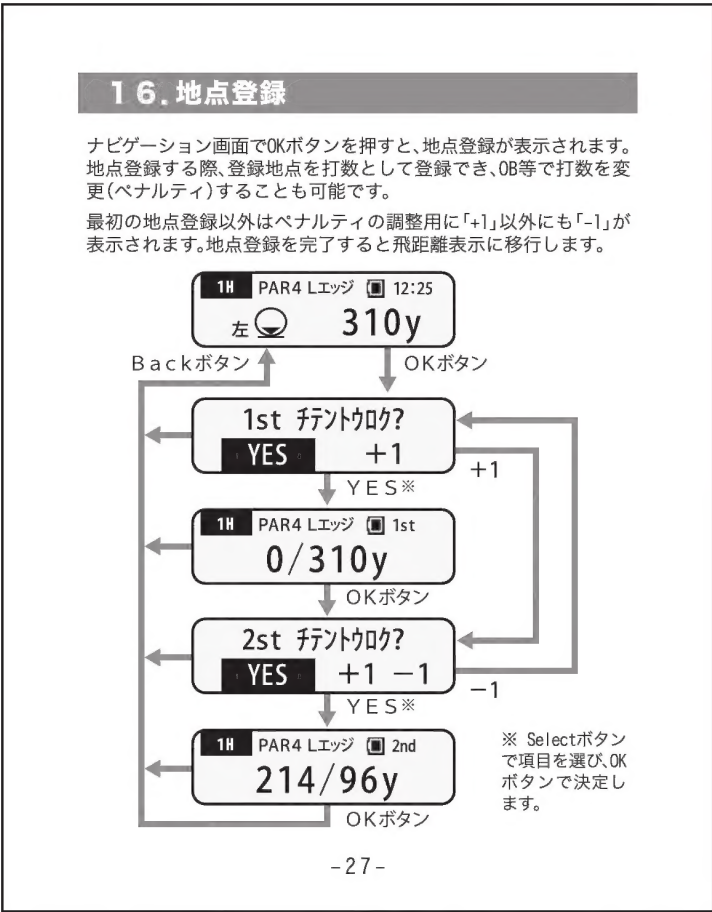 16.地点登録
ナビゲーション画面でOKボタンを押すと、地点登録が表示されます。
地点登録する際、登録地点を打数として登録でき、OB等で打数を変
更(ペナルティ)することも可能です。
最初の地点登録以外はペナルティの調整用に「+1」以外にも「-1」が
表示されます。地点登録を完了すると飛距離表示に移行します。
1H PAR4 Lエッジ 12:25
左 310y
Backボタン OKボタン
1st ﾁﾃﾝﾄｳﾛｸ?
YES +1
+1
YES※
1H PAR4 Lエッジ 1st
0/310y
OKボタン
2st ﾁﾃﾝﾄｳﾛｸ?
YES +1 -1
-1
YES※
1H PAR4 Lエッジ 2nd
214/96y
OKボタン
※ Selectボタン
で項目を選び、OK
ボタンで決定し
ます。
-27-